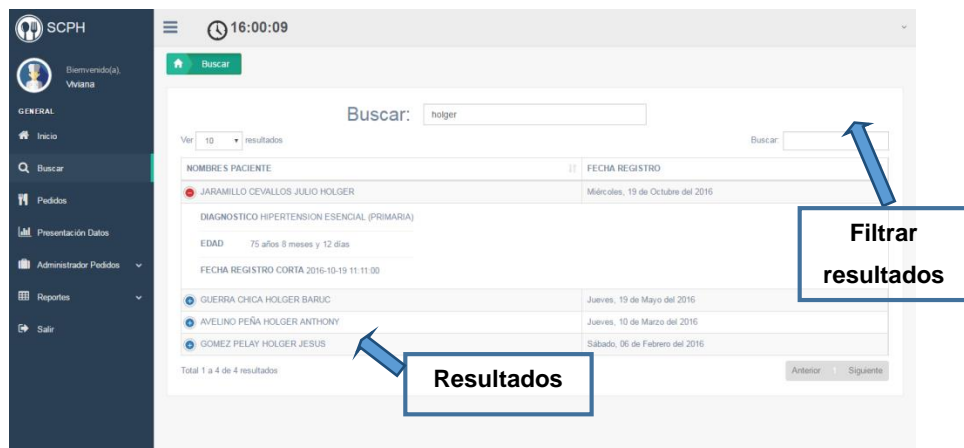 SCPH
16:00:09
Bienvenido(a),
Viviana
GENERAL
Inicio
Buscar
Pedidos
Presentación Datos
Administrador Pedidos
Reportes
Salir
Buscar
Buscar: holger
Ver 10 resultados
Buscar:
NOMBRES PACIENTE FECHA REGISTRO
JARAMILLO CEVALLOS JULIO HOLGER Miércoles, 19 de Octubre del 2016
DIAGNOSTICO HIPERTENSION ESENCIAL (PRIMARIA)
EDAD 75 años 8 meses y 12 días
FECHA REGISTRO CORTA 2016-10-19 11:11:00
GUERRA CHICA HOLGER BARUC Jueves, 19 de Mayo del 2016
AVELINO PEÑA HOLGER ANTHONY Jueves, 10 de Marzo del 2016
GOMEZ PELAY HOLGER JESUS Sábado, 06 de Febrero del 2016
Total 1 a 4 de 4 resultados
Anterior 1 Siguiente
Filtrar
resultados
Resultados